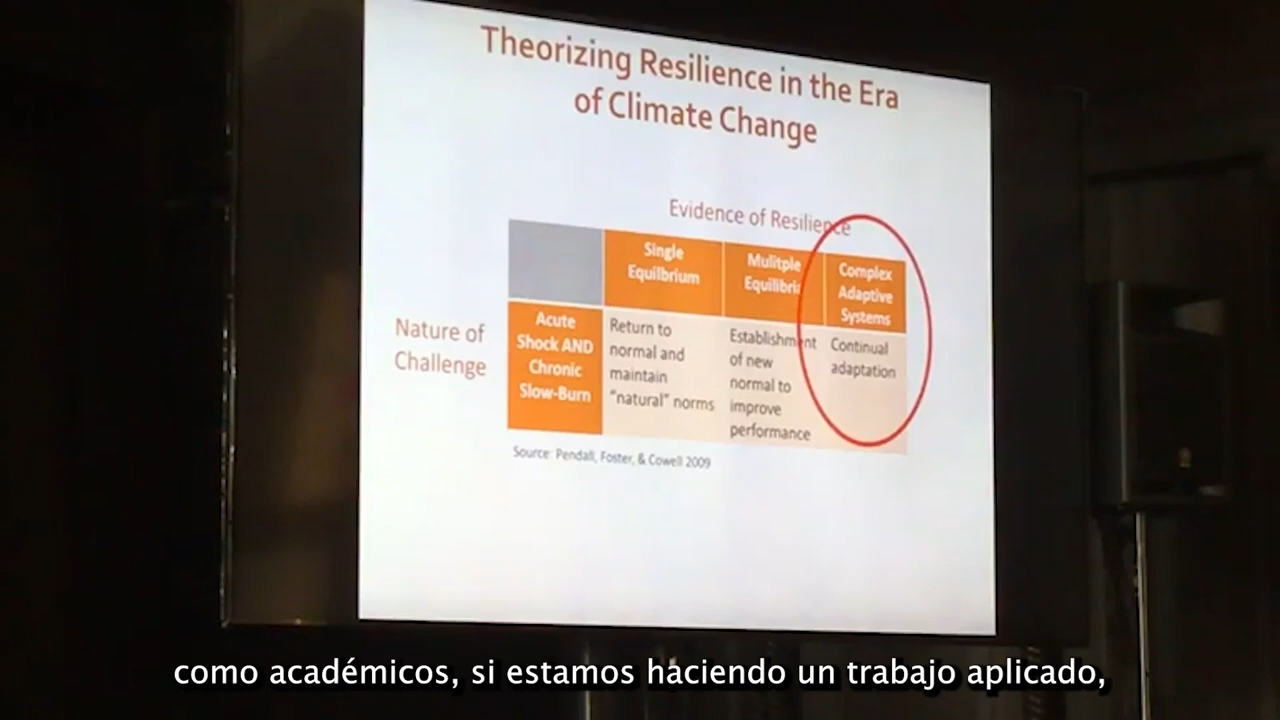 Theorizing Resilience in the Era
of Climate Change
Evidence of Resilience
Single
Equilbrium
Mulitple
Equilibria
Complex
Adaptive
Systems
Nature of
Challenge
Acute
Shock AND
Chronic
Slow-Burn
Return to
normal and
maintain
"natural" norms
Establishment
of new
normal to
improve
performance
Continual
adaptation
Source: Pendall, Foster, & Cowell 2009
como académicos, si estamos haciendo un trabajo aplicado,